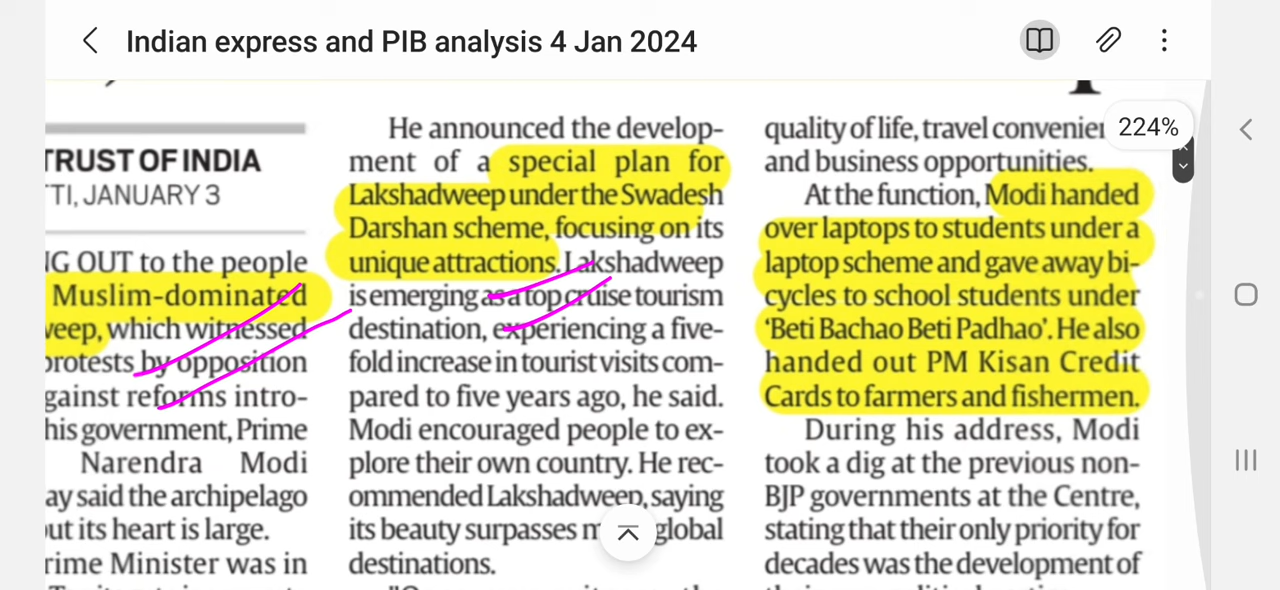 Indian express and PIB analysis 4 Jan 2024
224%
TRUST OF INDIA
TI, JANUARY 3
NG OUT to the people
Muslim-dominated
weep, which witnessed
protests by opposition
gainst reforms intro-
his government, Prime
Narendra Modi
ay said the archipelago
ut its heart is large.
rime Minister was in
He announced the develop-
ment of a special plan for
Lakshadweep under the Swadesh
Darshan scheme, focusing on its
unique attractions. Lakshadweep
is emerging as a top cruise tourism
destination, experiencing a five-
fold increase in tourist visits com-
pared to five years ago, he said.
Modi encouraged people to ex-
plore their own country. He rec-
ommended Lakshadweep, saying
its beauty surpasses global
destinations.
quality of life, travel convenien
and business opportunities.
At the function, Modi handed
over laptops to students under a
laptop scheme and gave away bi-
cycles to school students under
'Beti Bachao Beti Padhao'. He also
handed out PM Kisan Credit
Cards to farmers and fishermen.
During his address, Modi
took a dig at the previous non-
BJP governments at the Centre,
stating that their only priority for
decades was the development of